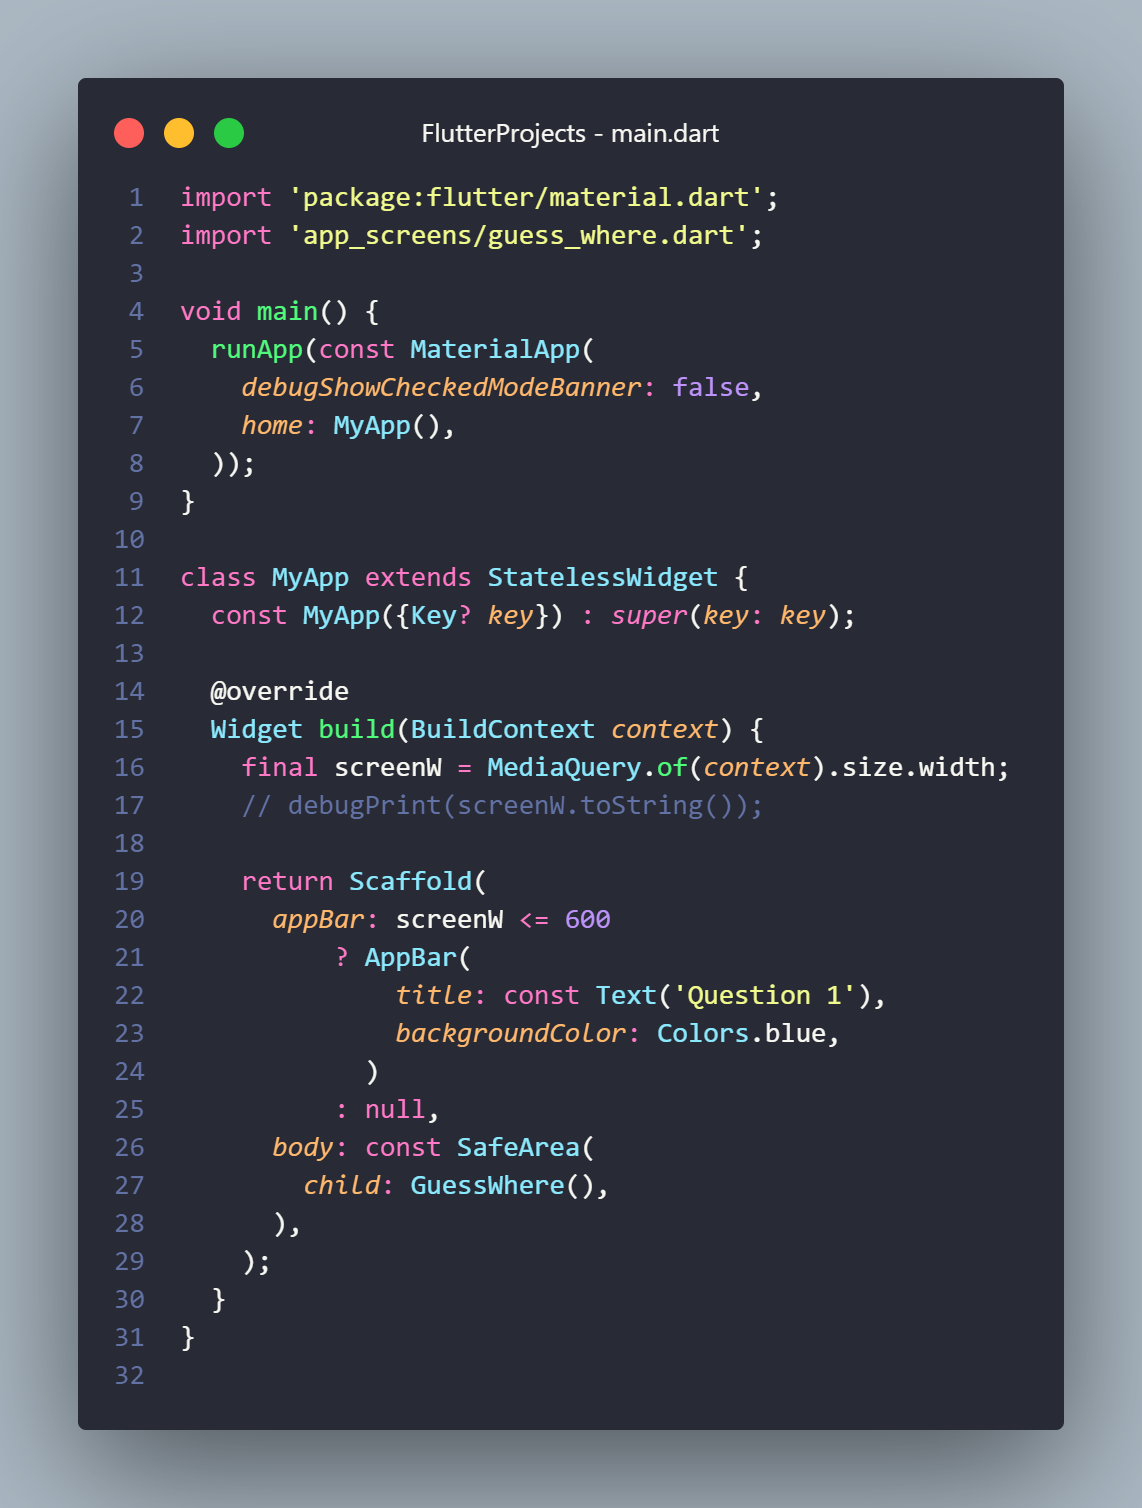 FlutterProjects - main.dart
1 import 'package:flutter/material.dart';
2 import 'app_screens/guess_where.dart';
3
4 void main() {
5   runApp(const MaterialApp(
6     debugShowCheckedModeBanner: false,
7     home: MyApp(),
8   ));
9 }
10
11 class MyApp extends StatelessWidget {
12   const MyApp({Key? key}) : super(key: key);
13
14   @override
15   Widget build(BuildContext context) {
16     final screenW = MediaQuery.of(context).size.width;
17     // debugPrint(screenW.toString());
18
19     return Scaffold(
20       appBar: screenW <= 600
21           ? AppBar(
22               title: const Text('Question 1'),
23               backgroundColor: Colors.blue,
24             )
25           : null,
26       body: const SafeArea(
27         child: GuessWhere(),
28       ),
29     );
30   }
31 }
32